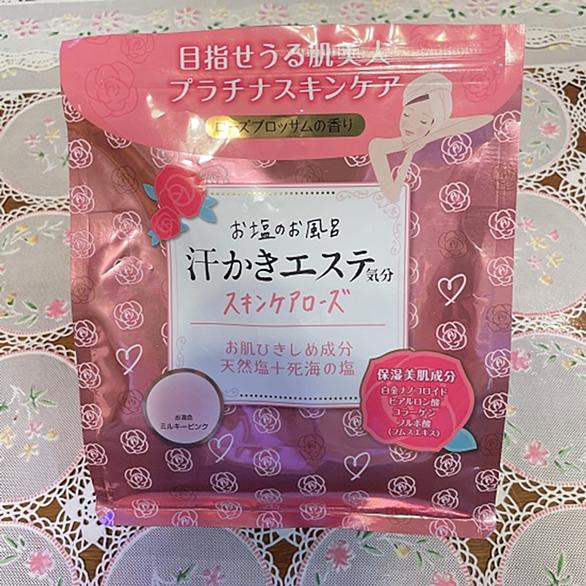 目指せうる肌美人
プラチナスキンケア
ローズブロッサムの香り
お塩のお風呂
汗かきエステ気分
スキンケアローズ
お肌ひきしめ成分
天然塩+死海の塩
保湿美肌成分
白金ナノコロイド
ヒアルロン酸
コラーゲン
フルボ酸
(フムスエキス)
お湯色
ミルキーピンク